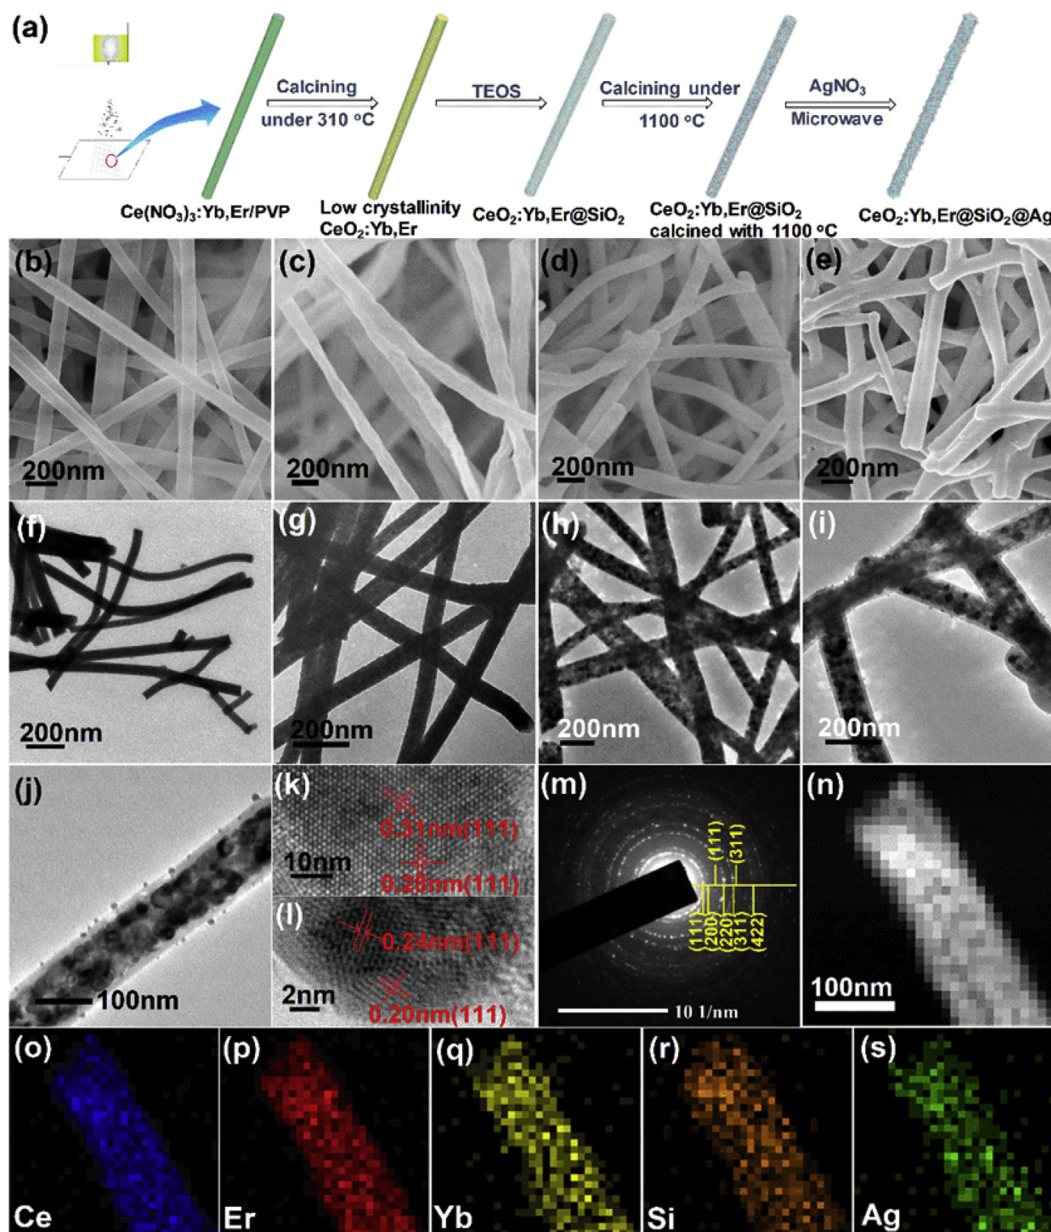 (a)
Calcining
under 310 °C
TEOS
Calcining under
1100 °C
AgNO₃
Microwave
Ce(NO₃)₃:Yb,Er/PVP
Low crystallinity
CeO₂:Yb,Er
CeO₂:Yb,Er@SiO₂
CeO₂:Yb,Er@SiO₂
calcined with 1100 °C
CeO₂:Yb,Er@SiO₂@Ag
(b)
200nm
(c)
200nm
(d)
200nm
(e)
200nm
(f)
200nm
(g)
200nm
(h)
200nm
(i)
200nm
(j)
100nm
(k)
0.31nm(111)
10nm
0.28nm(111)
(l)
0.24nm(111)
2nm
0.20nm(111)
(m)
(111)
(311)
(111)
(200)
(220)
(311)
(422)
10 1/nm
(n)
100nm
(o)
Ce
(p)
Er
(q)
Yb
(r)
Si
(s)
Ag